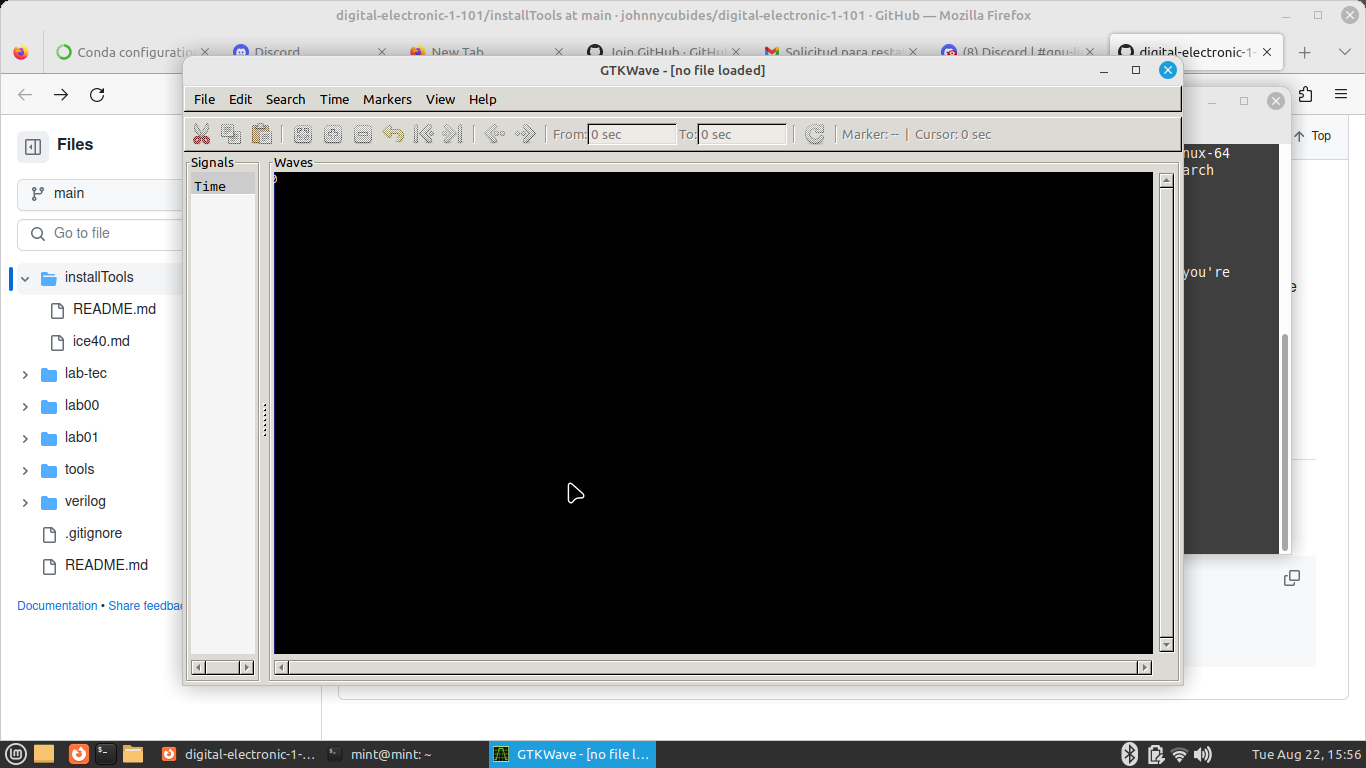 digital-electronic-1-101/installTools at main · johnnycubides/digital-electronic-1-101 · GitHub — Mozilla Firefox
Conda configuratio
Discord
New Tab
Join GitHub · GitHu
Solicitud para resta
(8) Discord | #gnu-li
digital-electronic-1-
GTKWave - [no file loaded]
File Edit Search Time Markers View Help
From: 0 sec To: 0 sec Marker: -- | Cursor: 0 sec
Signals
Time
Waves
0
Files
main
Go to file
installTools
README.md
ice40.md
lab-tec
lab00
lab01
tools
verilog
.gitignore
README.md
Documentation • Share feedbac
Top
nux-64
arch
you're
e
digital-electronic-1-...
mint@mint: ~
GTKWave - [no file l...
Tue Aug 22, 15:56